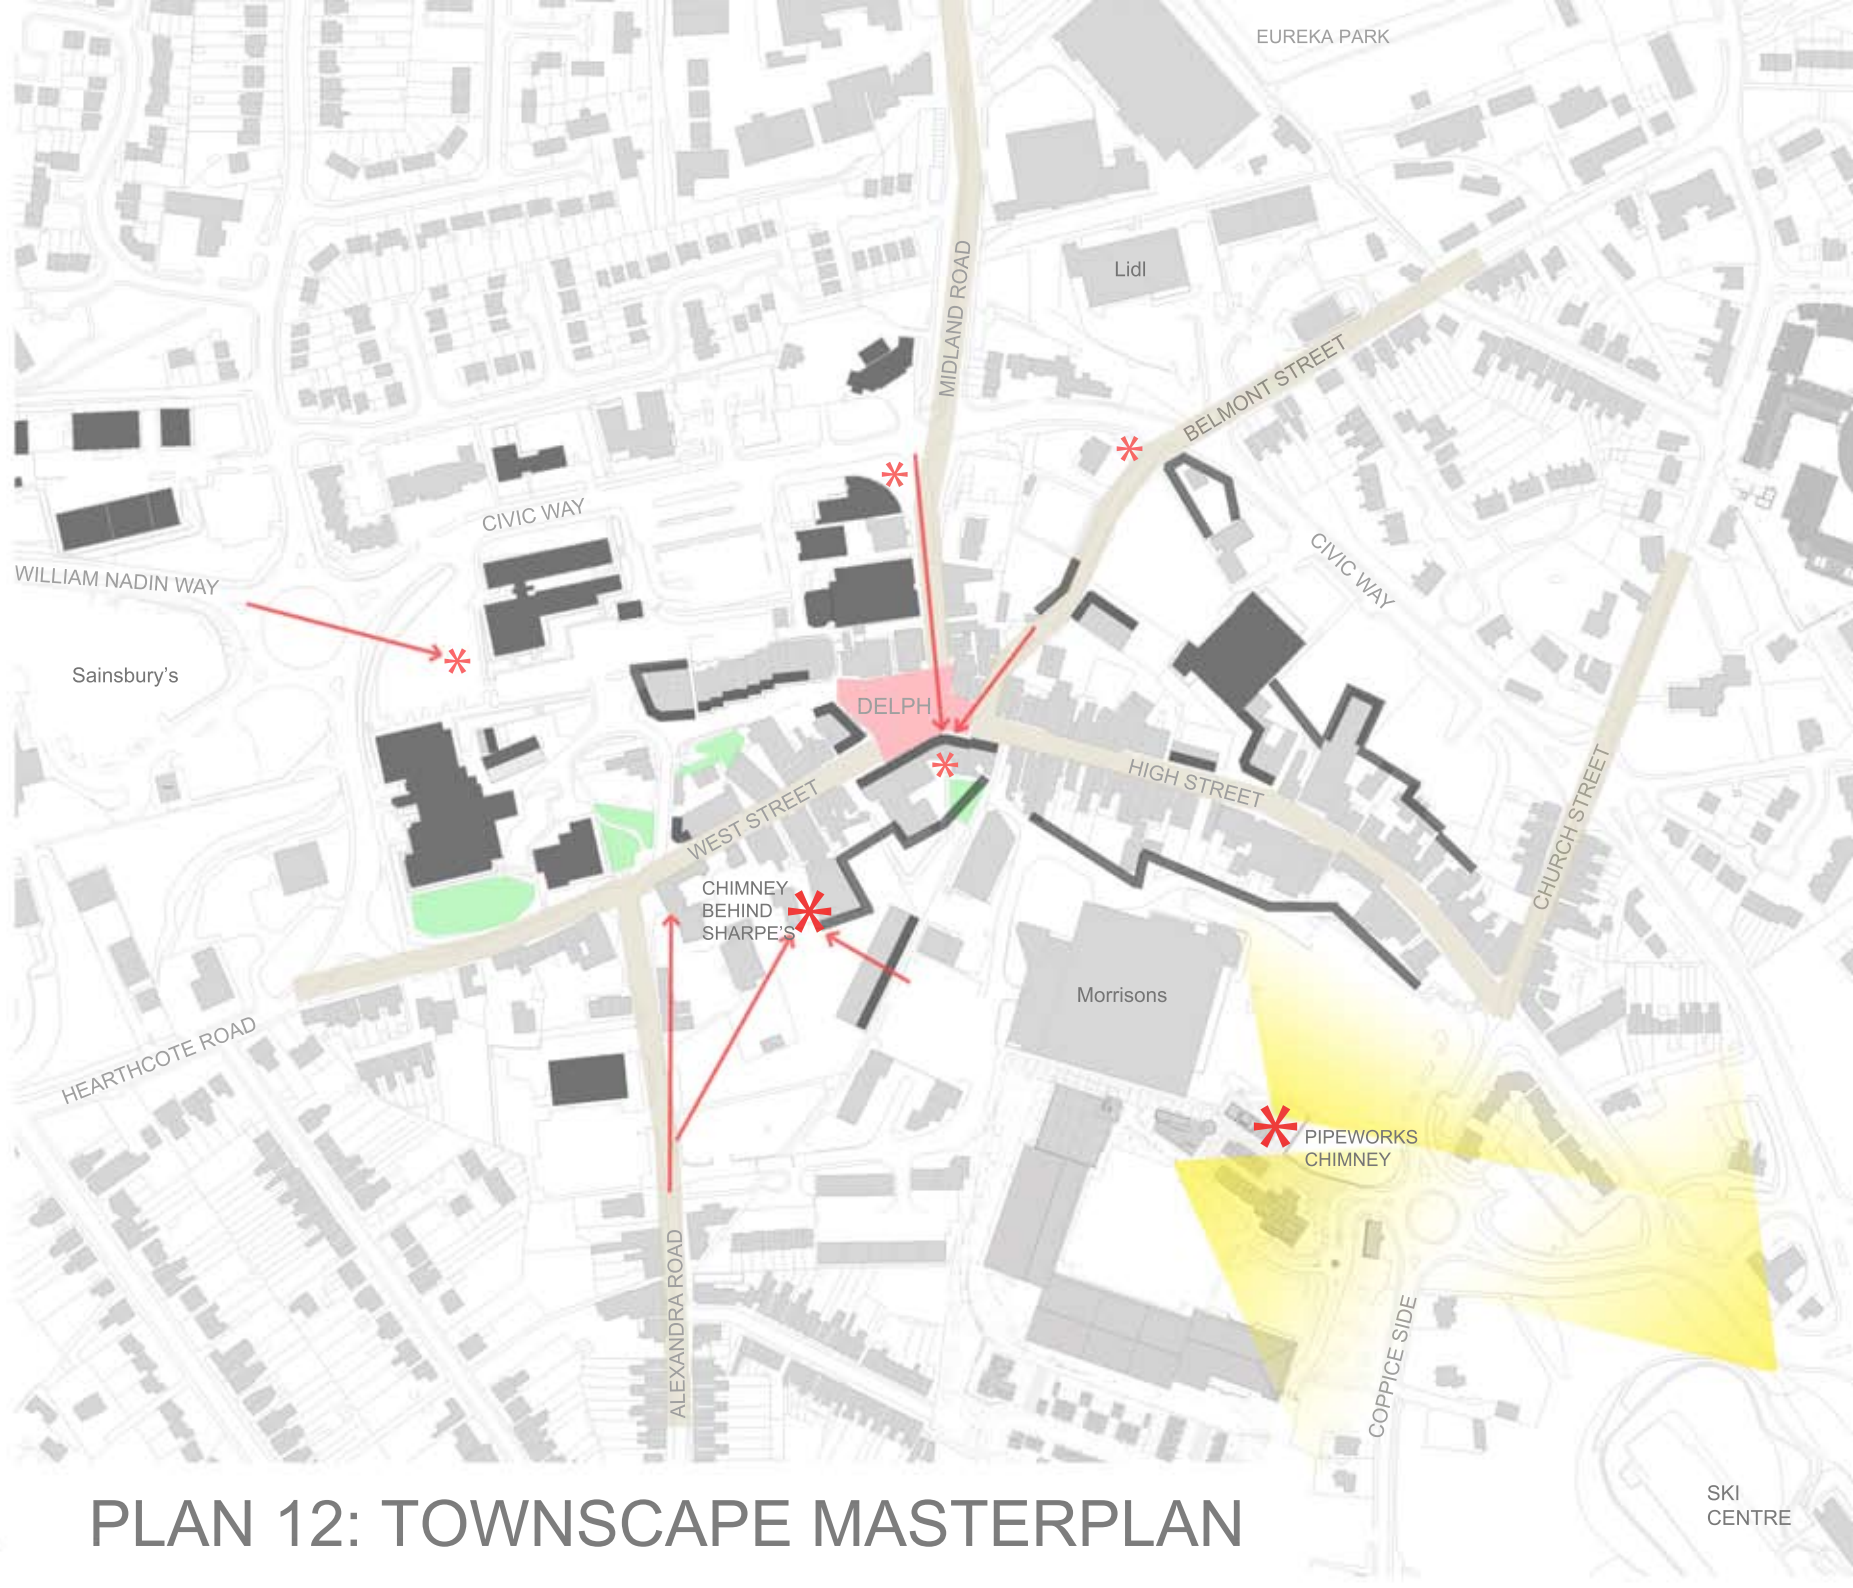 EUREKA PARK
MIDLAND ROAD
Lidl
BELMONT STREET
CIVIC WAY
CIVIC WAY
WILLIAM NADIN WAY
Sainsbury's
DELPH
WEST STREET
HIGH STREET
CHURCH STREET
CHIMNEY
BEHIND
SHARPE'S
Morrisons
HEARTHCOTE ROAD
PIPEWORKS
CHIMNEY
ALEXANDRA ROAD
COPPICE SIDE
SKI
CENTRE
PLAN 12: TOWNSCAPE MASTERPLAN